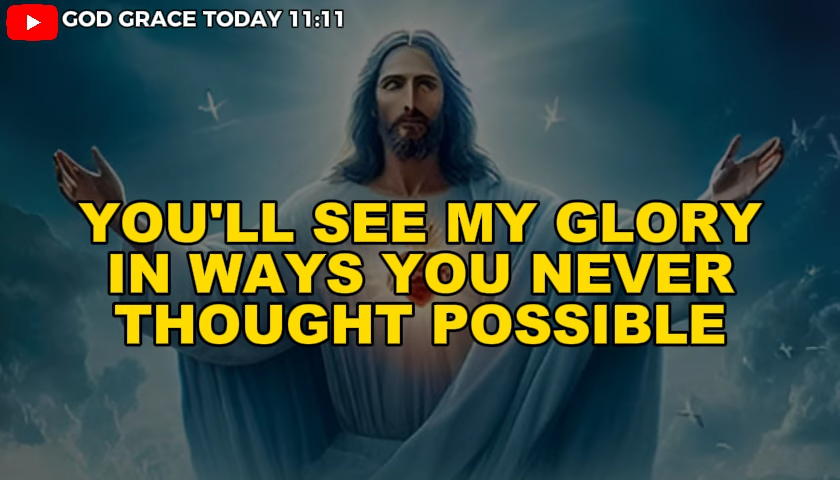 GOD GRACE TODAY 11:11
YOU'LL SEE MY GLORY
IN WAYS YOU NEVER
THOUGHT POSSIBLE